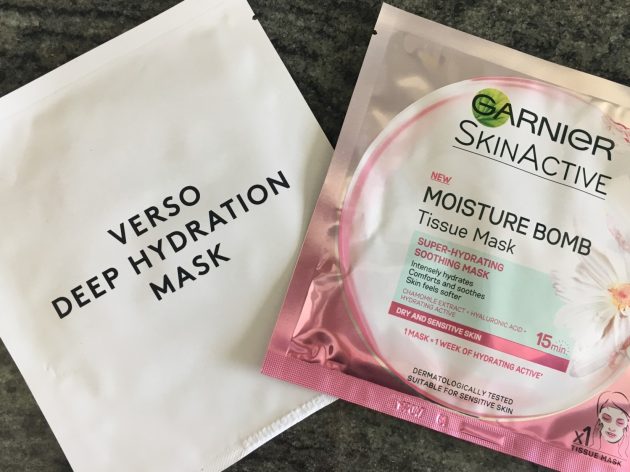 VERSO
DEEP HYDRATION
MASK
GARNIER
SKINACTIVE
NEW
MOISTURE BOMB
Tissue Mask
SUPER-HYDRATING
SOOTHING MASK
Intensely hydrates
Comforts and soothes
Skin feels softer
CHAMOMILE EXTRACT + HYALURONIC ACID +
HYDRATING ACTIVE
DRY AND SENSITIVE SKIN
15 min
1 MASK = 1 WEEK OF HYDRATING ACTIVE*
DERMATOLOGICALLY TESTED
SUITABLE FOR SENSITIVE SKIN
x1
TISSUE MASK